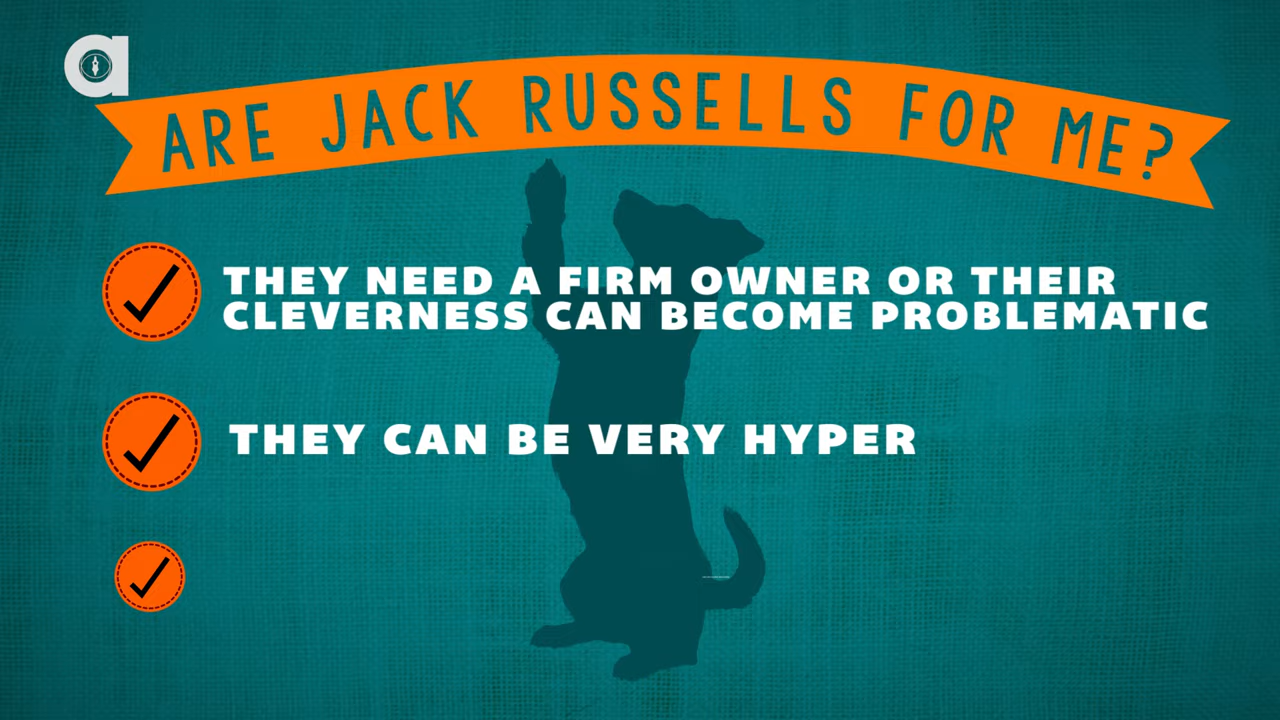 a
ARE JACK RUSSELLS FOR ME?
THEY NEED A FIRM OWNER OR THEIR
CLEVERNESS CAN BECOME PROBLEMATIC
THEY CAN BE VERY HYPER